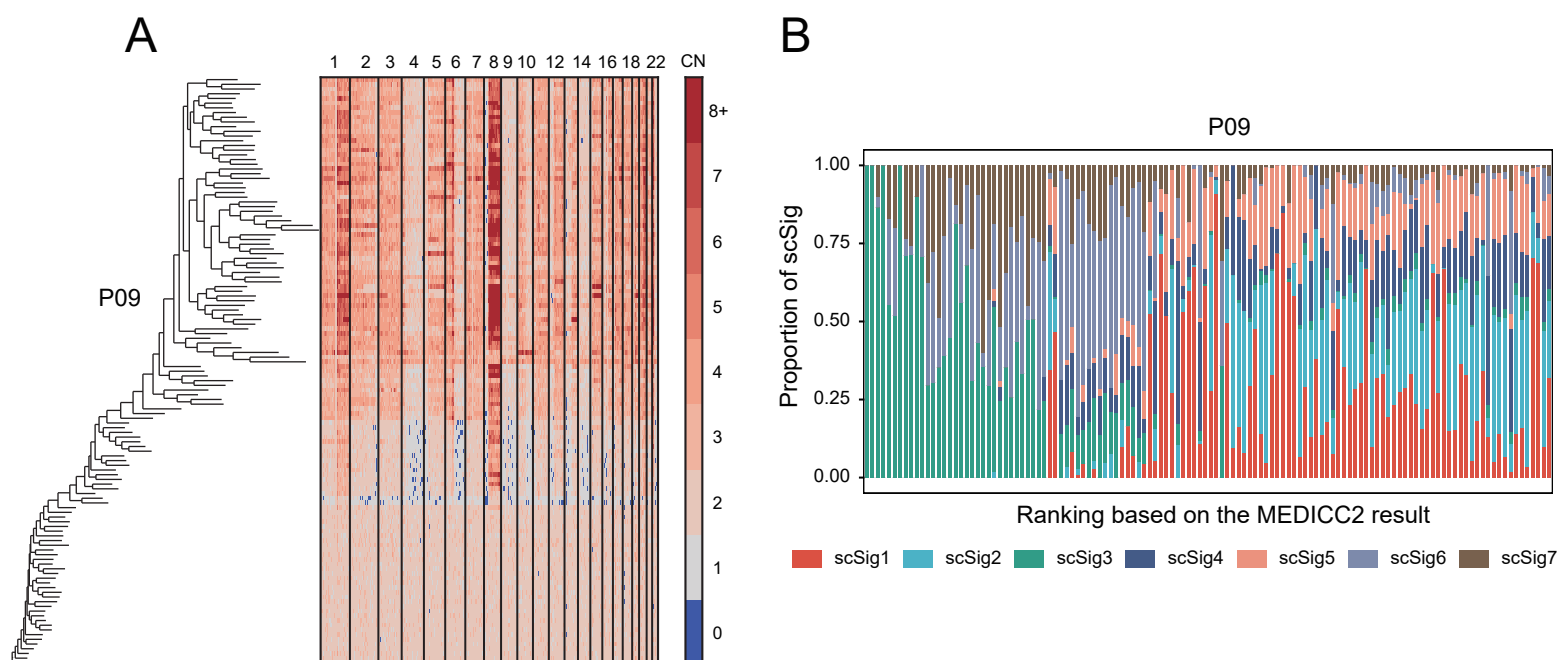 A
B
1 2 3 4 5 6 7 8 9 10 12 14 16 18 22 CN
8+
7
6
5
4
3
2
1
0
P09
P09
1.00
0.75
0.50
0.25
0.00
Proportion of scSig
Ranking based on the MEDICC2 result
scSig1 scSig2 scSig3 scSig4 scSig5 scSig6 scSig7